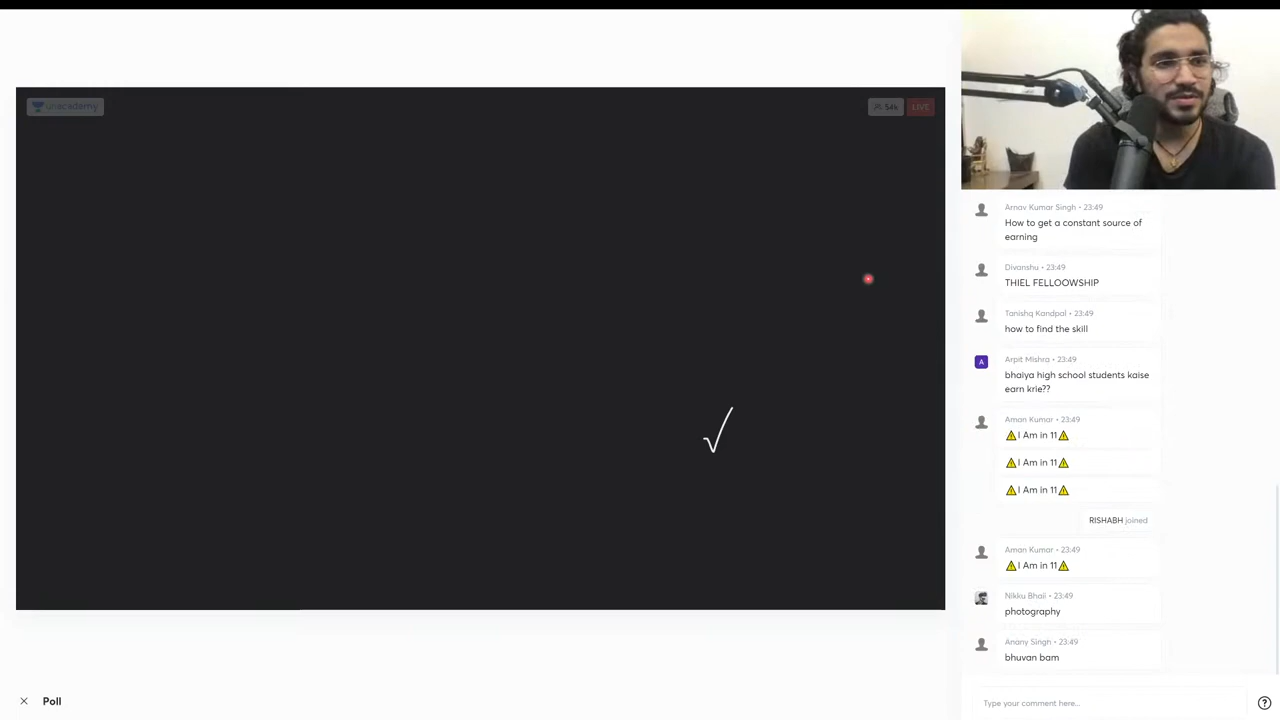 unacademy
54k
LIVE
√
Arnav Kumar Singh • 23:49
How to get a constant source of
earning
Divanshu • 23:49
THIEL FELLOOWSHIP
Tanishq Kandpal • 23:49
how to find the skill
A
Arpit Mishra • 23:49
bhaiya high school students kaise
earn krie??
Aman Kumar • 23:49
⚠I Am in 11⚠
⚠I Am in 11⚠
⚠I Am in 11⚠
RISHABH joined
Aman Kumar • 23:49
⚠I Am in 11⚠
Nikku Bhaii • 23:49
photography
Anany Singh • 23:49
bhuvan bam
× Poll
Type your comment here...
?